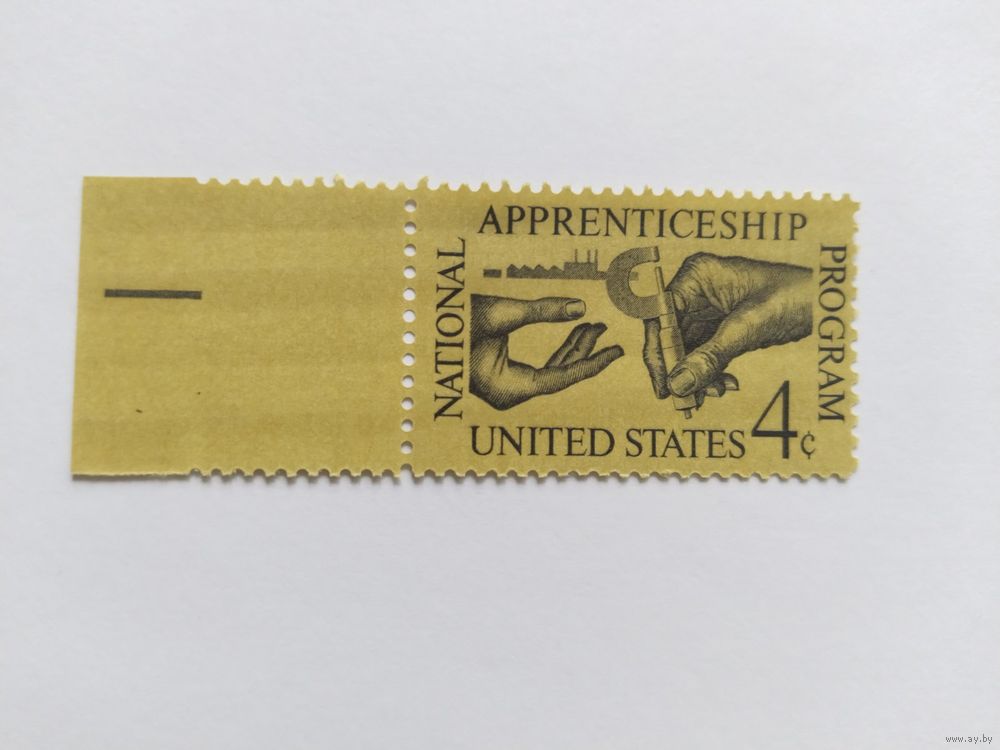 NATIONAL
APPRENTICESHIP
PROGRAM
UNITED STATES 4¢
www.ay.by